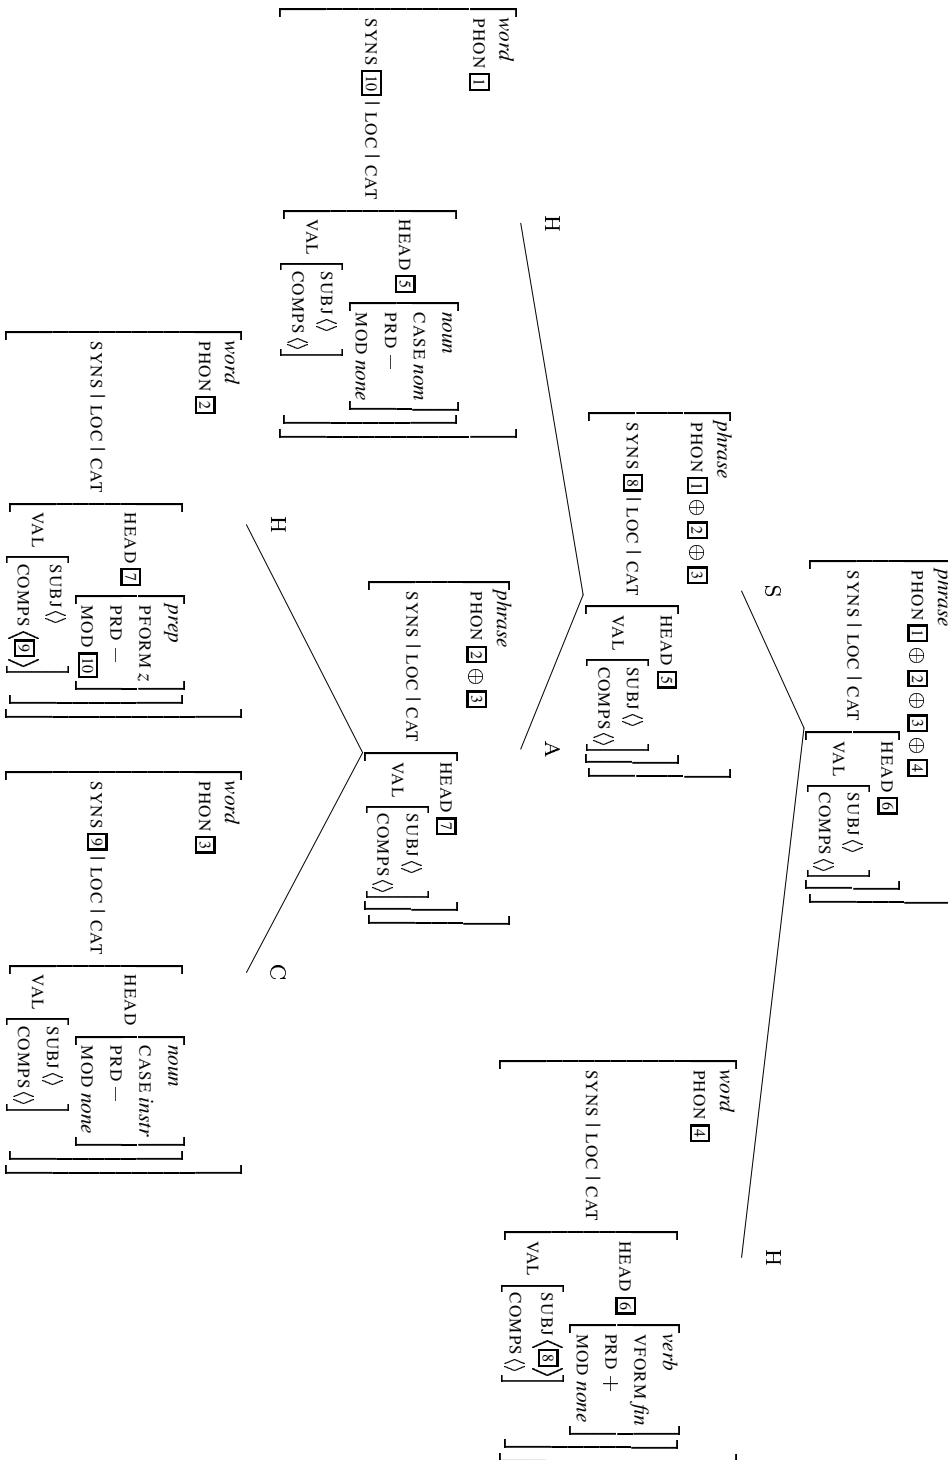 phrase
PHON 1 ⊕ 2 ⊕ 3 ⊕ 4
SYNS | LOC | CAT
HEAD 6
VAL
SUBJ ⟨⟩
COMPS ⟨⟩
S
H
phrase
PHON 1 ⊕ 2 ⊕ 3
SYNS 8 | LOC | CAT
HEAD 5
VAL
SUBJ ⟨⟩
COMPS ⟨⟩
word
PHON 4
SYNS | LOC | CAT
HEAD 6
verb
VFORM fin
PRD +
MOD none
VAL
SUBJ ⟨8⟩
COMPS ⟨⟩
H
A
word
PHON 1
SYNS 10 | LOC | CAT
HEAD 5
noun
CASE nom
PRD −
MOD none
VAL
SUBJ ⟨⟩
COMPS ⟨⟩
phrase
PHON 2 ⊕ 3
SYNS | LOC | CAT
HEAD 7
VAL
SUBJ ⟨⟩
COMPS ⟨⟩
H
C
word
PHON 2
SYNS | LOC | CAT
HEAD 7
prep
PFORM z
PRD −
MOD 10
VAL
SUBJ ⟨⟩
COMPS ⟨9⟩
word
PHON 3
SYNS 9 | LOC | CAT
HEAD
noun
CASE instr
PRD −
MOD none
VAL
SUBJ ⟨⟩
COMPS ⟨⟩